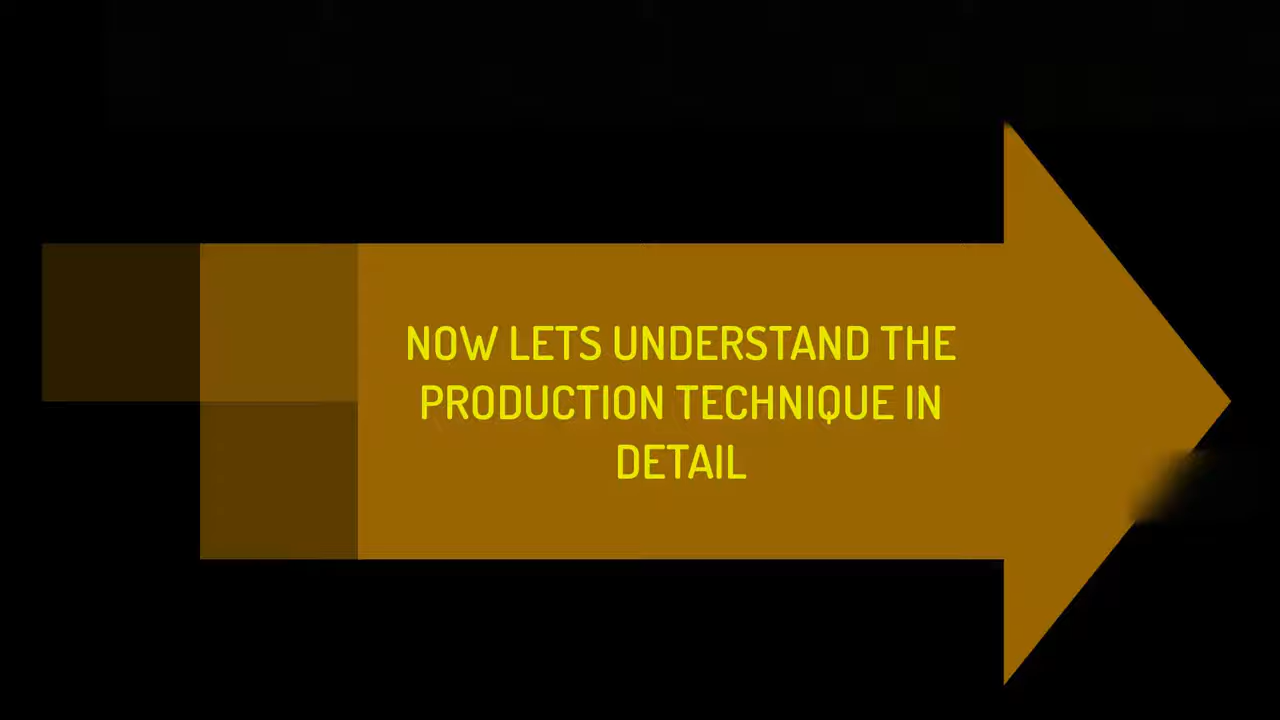 NOW LETS UNDERSTAND THE
PRODUCTION TECHNIQUE IN
DETAIL